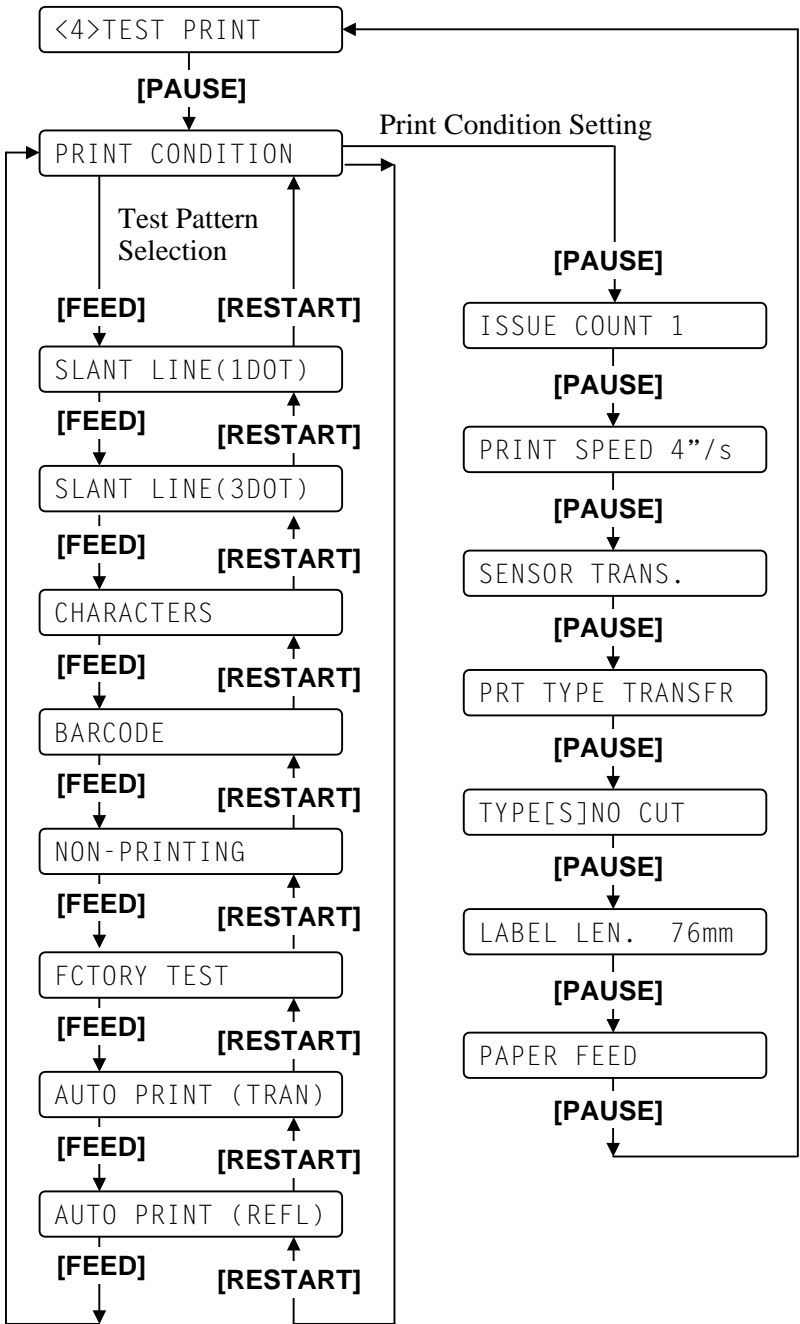 <4>TEST PRINT
[PAUSE]
Print Condition Setting
PRINT CONDITION
Test Pattern
Selection
[FEED] [RESTART]
SLANT LINE(1DOT)
[FEED] [RESTART]
SLANT LINE(3DOT)
[FEED] [RESTART]
CHARACTERS
[FEED] [RESTART]
BARCODE
[FEED] [RESTART]
NON-PRINTING
[FEED] [RESTART]
FCTORY TEST
[FEED] [RESTART]
AUTO PRINT (TRAN)
[FEED] [RESTART]
AUTO PRINT (REFL)
[FEED] [RESTART]
[PAUSE]
ISSUE COUNT 1
[PAUSE]
PRINT SPEED 4”/s
[PAUSE]
SENSOR TRANS.
[PAUSE]
PRT TYPE TRANSFR
[PAUSE]
TYPE[S]NO CUT
[PAUSE]
LABEL LEN. 76mm
[PAUSE]
PAPER FEED
[PAUSE]